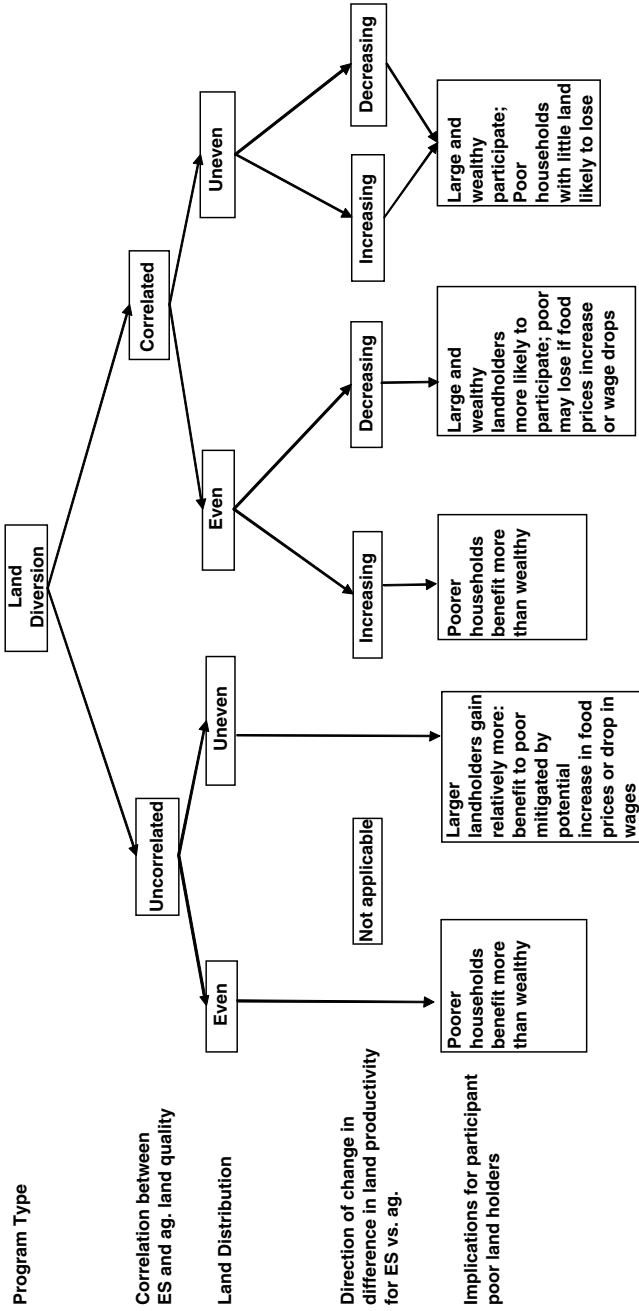 Program Type
Land
Diversion
Correlation between
ES and ag. land quality
Uncorrelated
Correlated
Land Distribution
Even
Uneven
Even
Uneven
Direction of change in
difference in land productivity
for ES vs. ag.
Not applicable
Increasing
Decreasing
Increasing
Decreasing
Implications for participant
poor land holders
Poorer
households
benefit more
than wealthy
Larger
landholders gain
relatively more:
benefit to poor
mitigated by
potential
increase in food
prices or drop in
wages
Poorer
households
benefit more
than wealthy
Large and
wealthy
landholders
more likely to
participate; poor
may lose if food
prices increase
or wage drops
Large and
wealthy
participate;
Poor
households
with little land
likely to lose